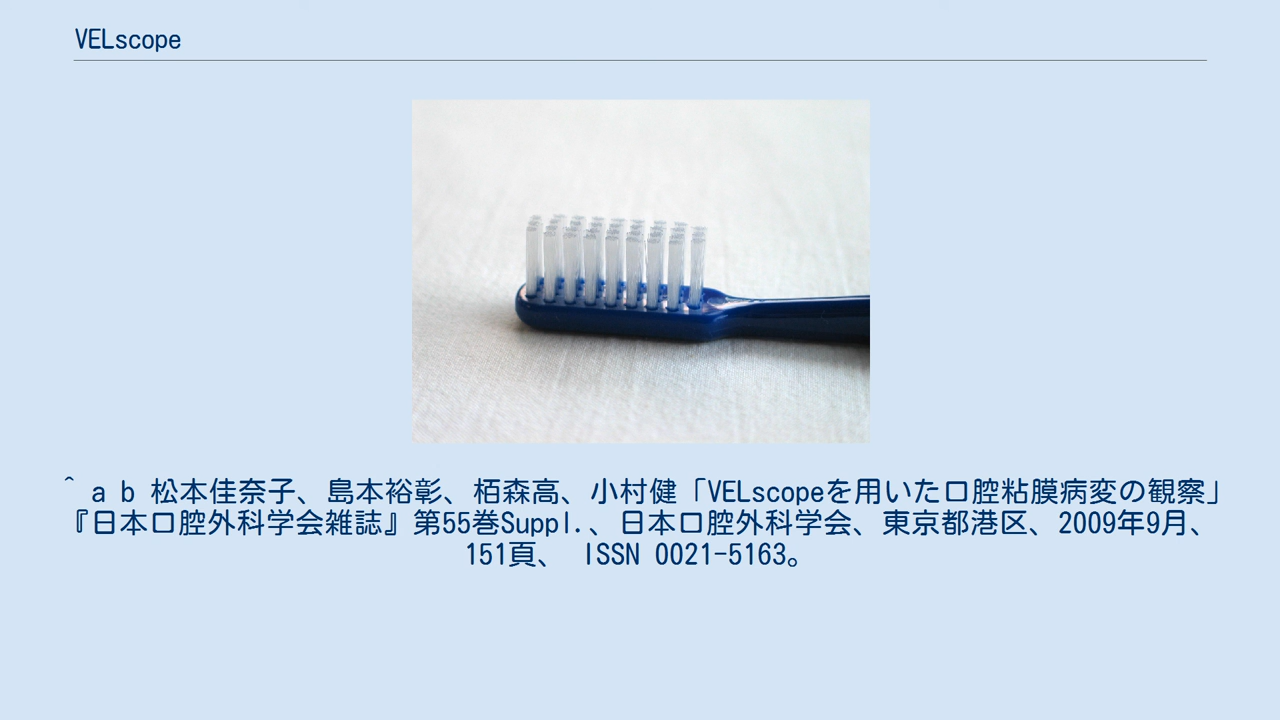 VELscope
^ a b 松本佳奈子、島本裕彰、栢森高、小村健「VELscopeを用いた口腔粘膜病変の観察」
『日本口腔外科学会雑誌』第55巻Suppl.、日本口腔外科学会、東京都港区、2009年9月、
151頁、 ISSN 0021-5163。